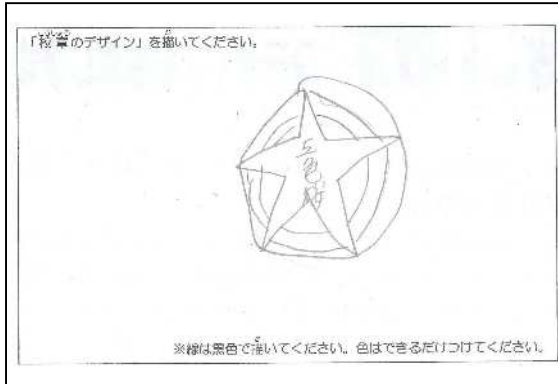 「校章のデザイン」を描いてください。
五色
※線は黒色で描いてください。色はできるだけつけてください。